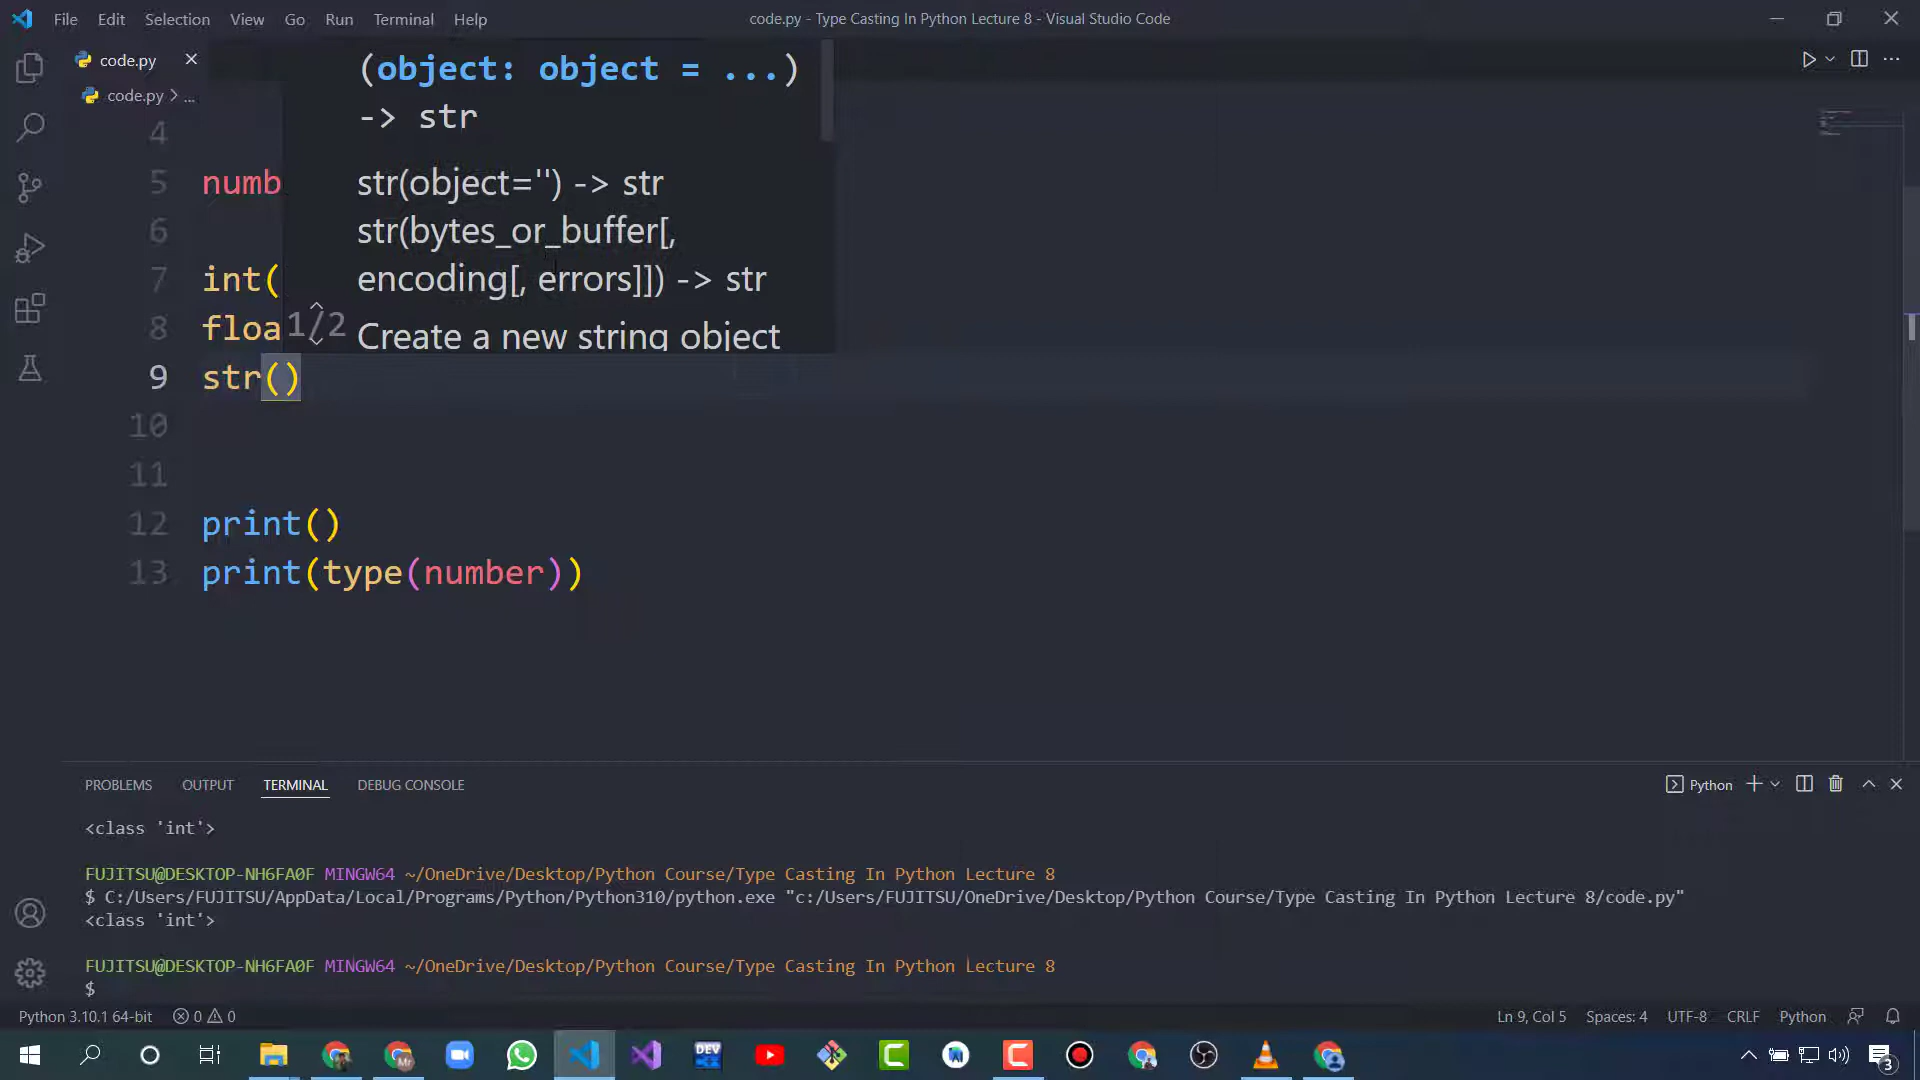 File Edit Selection View Go Run Terminal Help
code.py - Type Casting In Python Lecture 8 - Visual Studio Code
code.py
code.py > ...
(object: object = ...)
-> str
str(object='') -> str
str(bytes_or_buffer[,
encoding[, errors]]) -> str
Create a new string object
1/2
4
5 numb
6
7 int(
8 floa
9 str()
10
11
12 print()
13 print(type(number))
PROBLEMS OUTPUT TERMINAL DEBUG CONSOLE
Python
<class 'int'>
FUJITSU@DESKTOP-NH6FA0F MINGW64 ~/OneDrive/Desktop/Python Course/Type Casting In Python Lecture 8
$ C:/Users/FUJITSU/AppData/Local/Programs/Python/Python310/python.exe "c:/Users/FUJITSU/OneDrive/Desktop/Python Course/Type Casting In Python Lecture 8/code.py"
<class 'int'>
FUJITSU@DESKTOP-NH6FA0F MINGW64 ~/OneDrive/Desktop/Python Course/Type Casting In Python Lecture 8
$
Python 3.10.1 64-bit 0 0
Ln 9, Col 5 Spaces: 4 UTF-8 CRLF Python
DEV
3